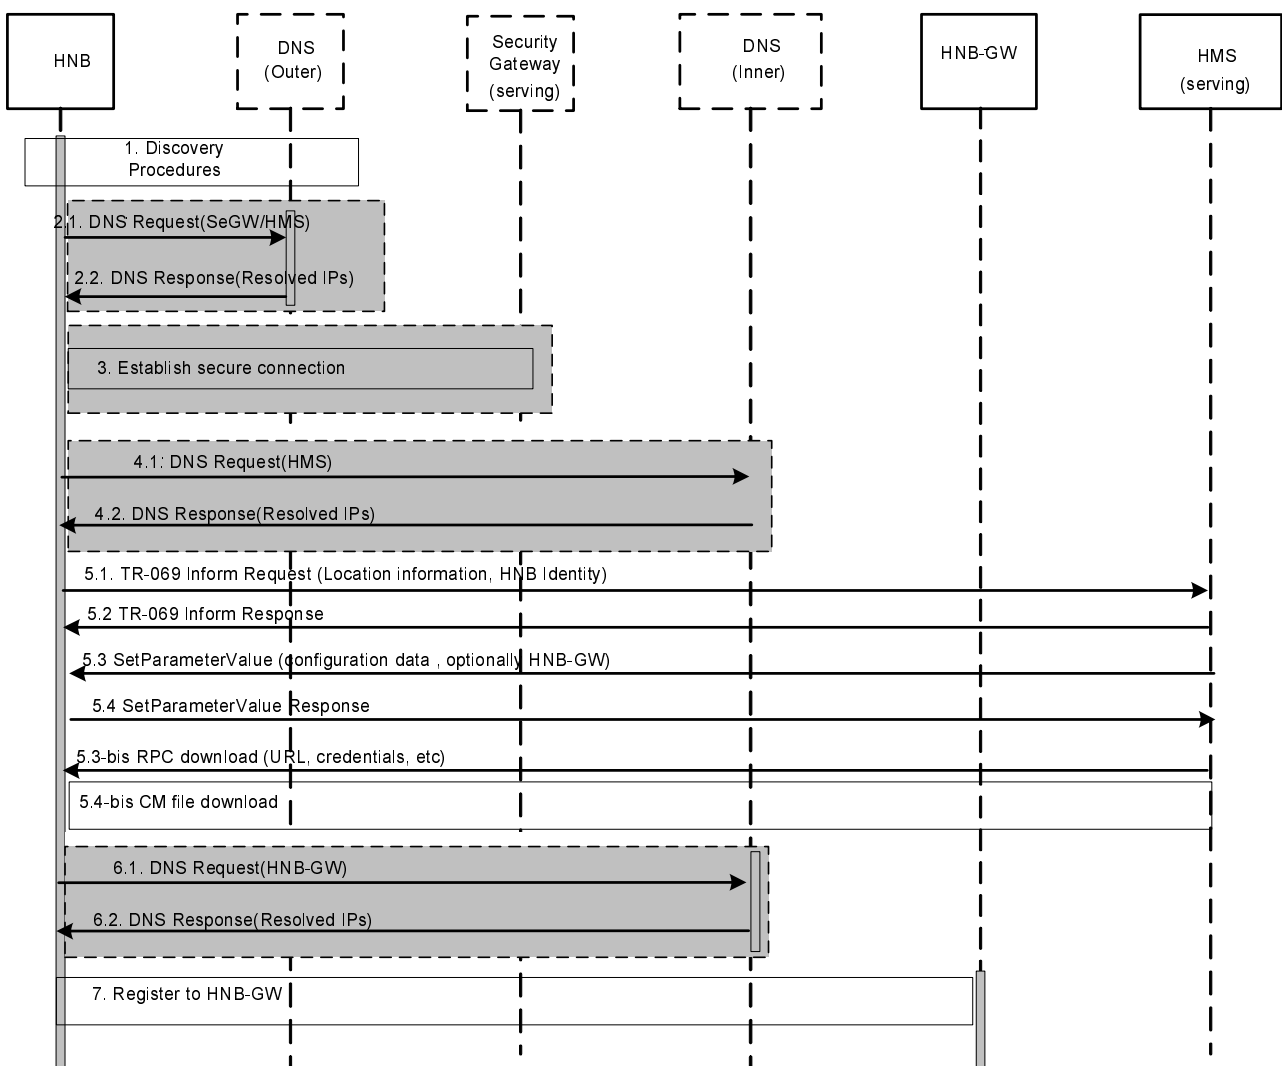 HNB
DNS
(Outer)
Security
Gateway
(serving)
DNS
(Inner)
HNB-GW
HMS
(serving)
1. Discovery
Procedures
2.1. DNS Request(SeGW/HMS)
2.2. DNS Response(Resolved IPs)
3. Establish secure connection
4.1: DNS Request(HMS)
4.2. DNS Response(Resolved IPs)
5.1. TR-069 Inform Request (Location information, HNB Identity)
5.2 TR-069 Inform Response
5.3 SetParameterValue (configuration data , optionally HNB-GW)
5.4 SetParameterValue Response
5.3-bis RPC download (URL, credentials, etc)
5.4-bis CM file download
6.1. DNS Request(HNB-GW)
6.2. DNS Response(Resolved IPs)
7. Register to HNB-GW